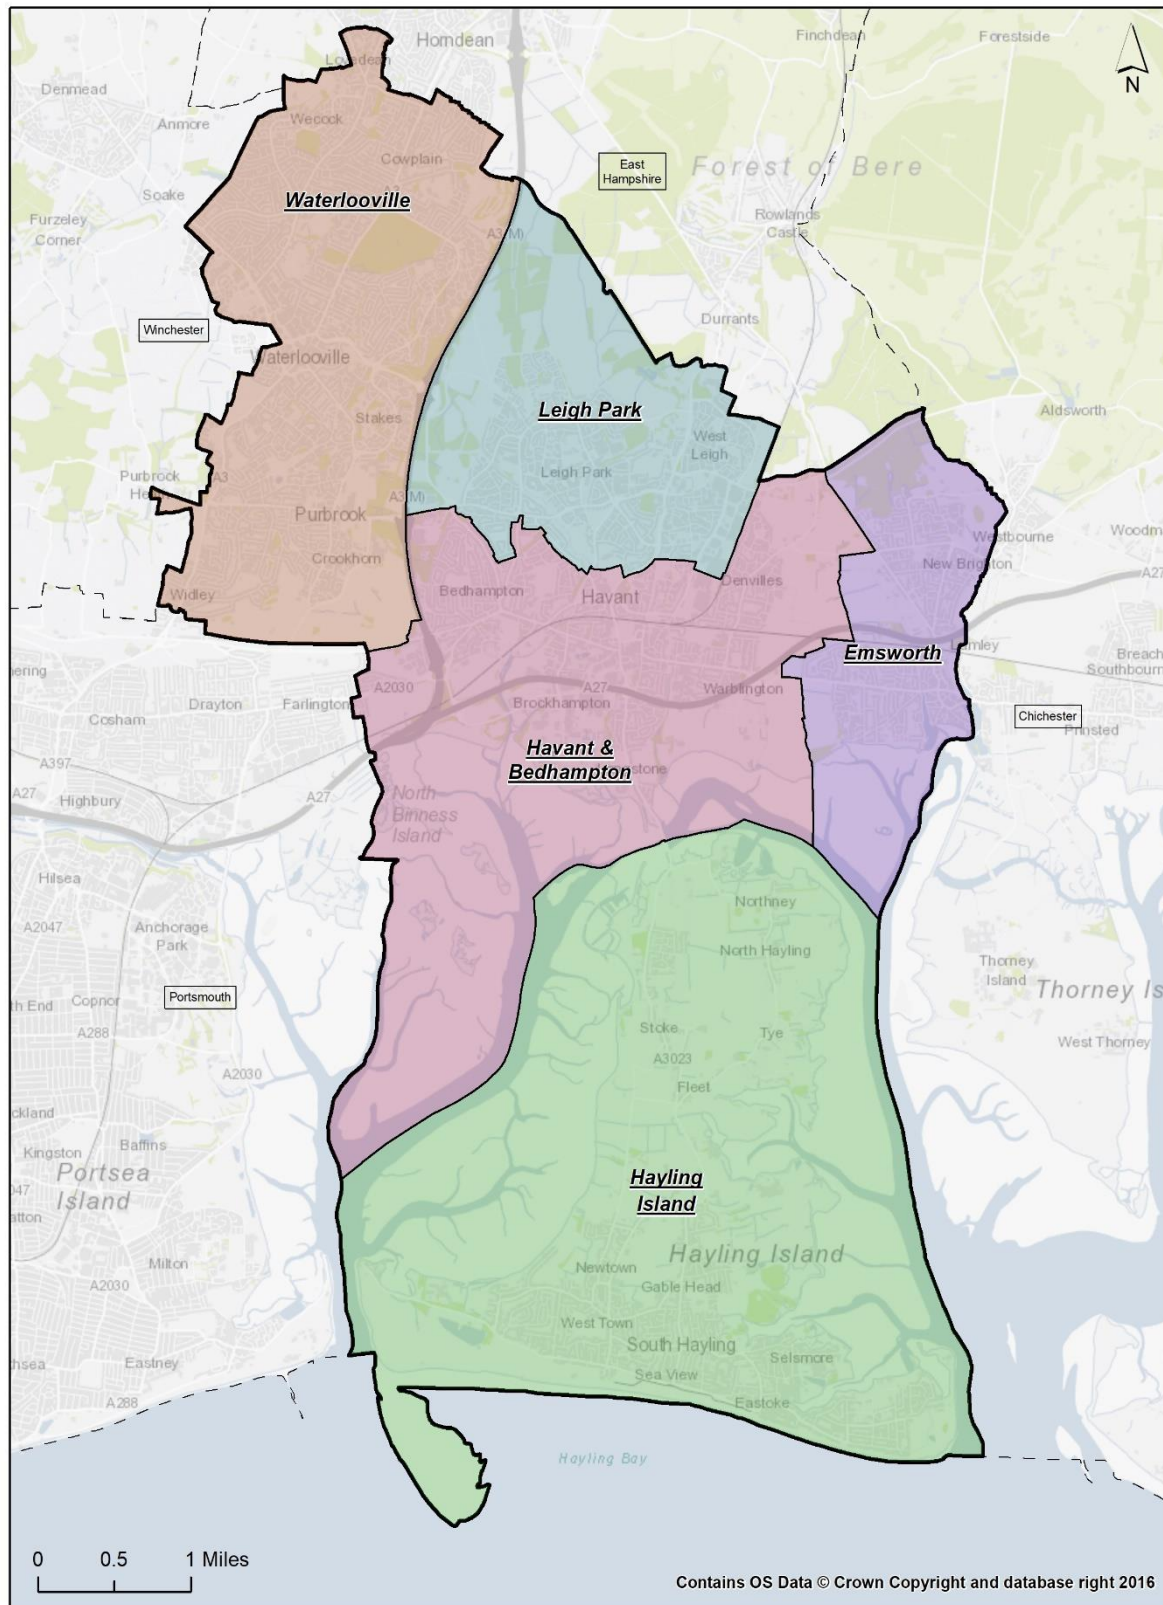 Horndean
Finchdean
Forestside
Lovedean
N
Denmead
Wecock
Anmore
Cowplain
East
Hampshire
Forest of Bere
Soake
Waterlooville
Rowlands
Castle
Furzeley
Corner
A3(M)
Durrants
Winchester
Waterlooville
Leigh Park
Aldsworth
Stakes
West
Leigh
Leigh Park
Purbrook
A3
A3(M)
Purbrook
Westbourne
Crookhorn
New Brighton
A27
Bedhampton
Denvilles
Widley
Havant
Emsworth
Southbourn
A2030
Warblington
A27
Drayton
Farlington
Brockhampton
Cosham
Chichester
Prinsted
Havant &
Bedhampton
A397
A27
Highbury
A27
North
Binness
Island
Hilsea
Northney
A2047
Anchorage
Park
North Hayling
Thorney
Island
Portsmouth
Thorney Is
Copnor
Stoke
Tye
A288
A3023
West Thorney
A2030
Fleet
Baffins
Kingston
Portsea
Island
Hayling
Island
Hayling Island
Milton
Newtown
Gable Head
A2030
West Town
South Hayling
Eastney
Selsmore
Sea View
A288
Eastoke
Hayling Bay
0 0.5 1 Miles
Contains OS Data © Crown Copyright and database right 2016